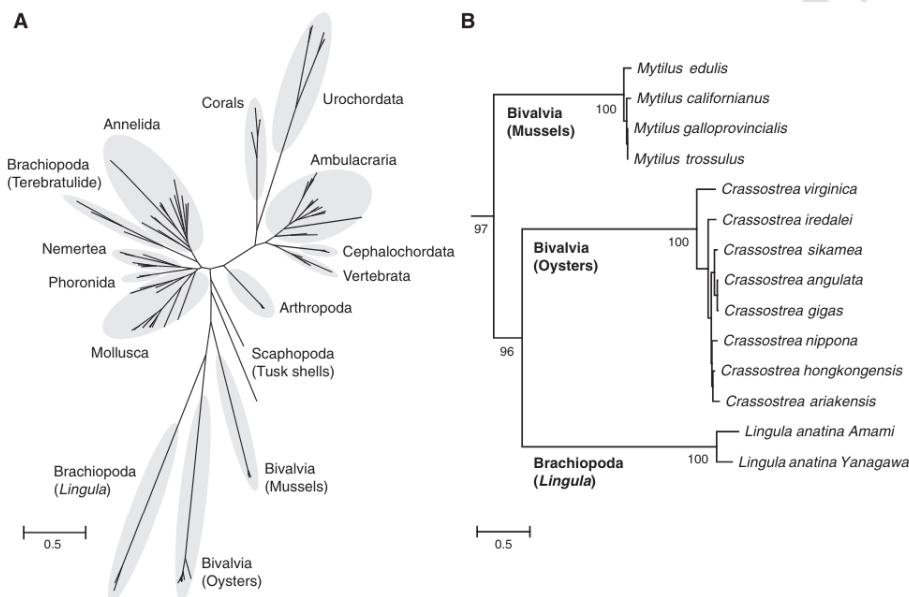 A
Corals
Urochordata
Annelida
Ambulacraria
Brachiopoda
(Terebratulide)
Nemertea
Cephalochordata
Phoronida
Vertebrata
Arthropoda
Mollusca
Scaphopoda
(Tusk shells)
Brachiopoda
(Lingula)
Bivalvia
(Mussels)
0.5
Bivalvia
(Oysters)
B
Mytilus edulis
Mytilus californianus
100
Bivalvia
(Mussels)
Mytilus galloprovincialis
Mytilus trossulus
Crassostrea virginica
97
Crassostrea iredalei
100
Bivalvia
(Oysters)
Crassostrea sikamea
Crassostrea angulata
Crassostrea gigas
Crassostrea nippona
96
Crassostrea hongkongensis
Crassostrea ariakensis
Lingula anatina Amami
100
Brachiopoda
(Lingula)
Lingula anatina Yanagawa
0.5